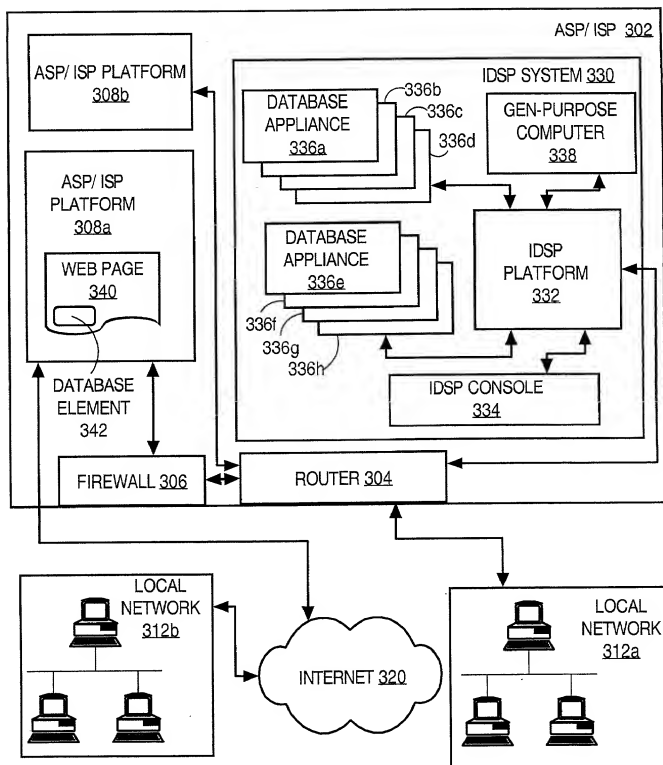 ASP/ ISP 302
ASP/ ISP PLATFORM
308b
IDSP SYSTEM 330
DATABASE
APPLIANCE
336a
336b
336c
336d
GEN-PURPOSE
COMPUTER
338
ASP/ ISP
PLATFORM
308a
WEB PAGE
340
DATABASE
ELEMENT
342
DATABASE
APPLIANCE
336e
336f
336g
336h
IDSP
PLATFORM
332
IDSP CONSOLE
334
FIREWALL 306
ROUTER 304
LOCAL
NETWORK
312b
INTERNET 320
LOCAL
NETWORK
312a